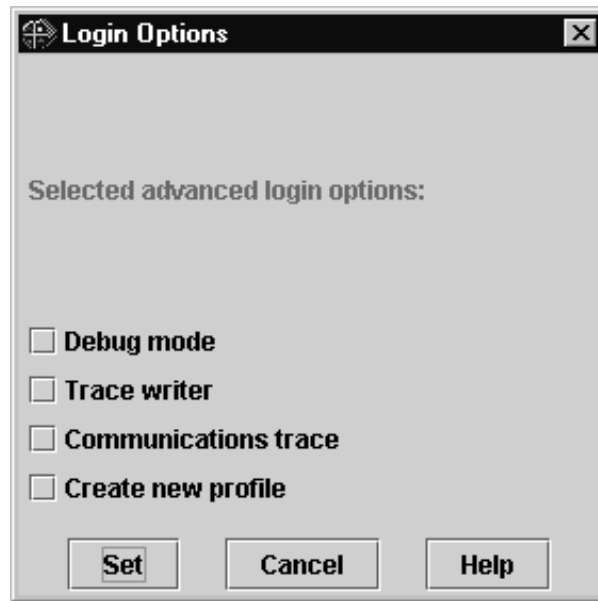 Login Options
Selected advanced login options:
Debug mode
Trace writer
Communications trace
Create new profile
Set Cancel Help